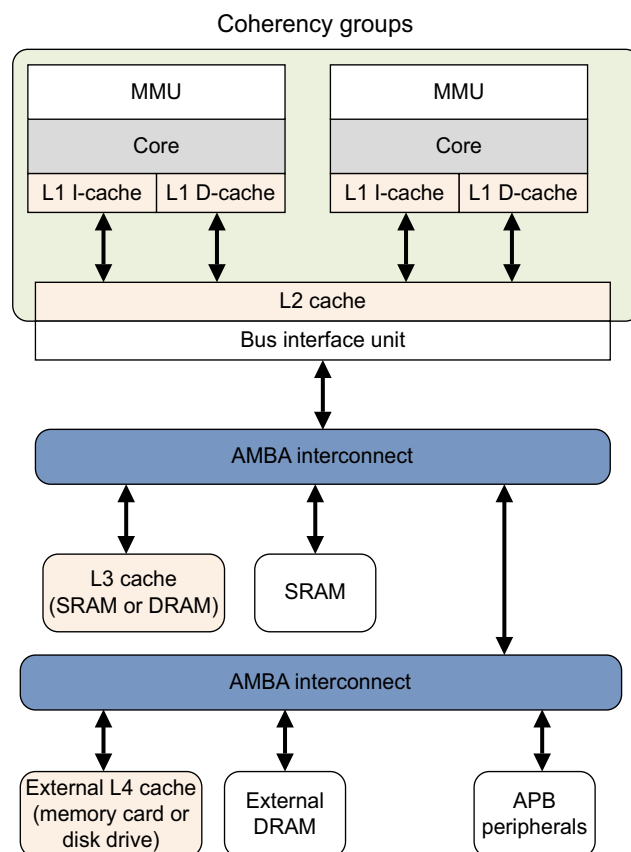 Coherency groups
MMU
MMU
Core
Core
L1 I-cache
L1 D-cache
L1 I-cache
L1 D-cache
L2 cache
Bus interface unit
AMBA interconnect
L3 cache
(SRAM or DRAM)
SRAM
AMBA interconnect
External L4 cache
(memory card or
disk drive)
External
DRAM
APB
peripherals